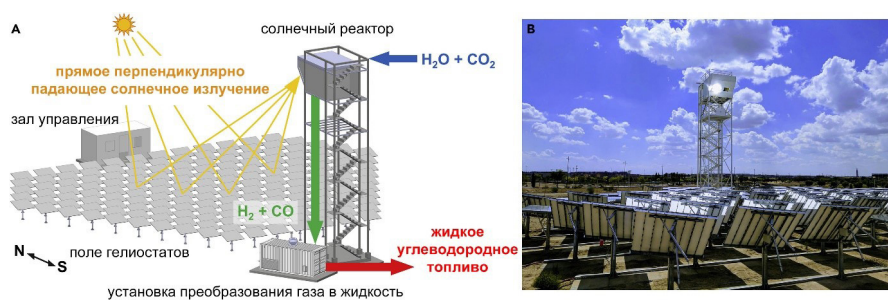 A
солнечный реактор
H₂O + CO₂
прямое перпендикулярно
падающее солнечное излучение
зал управления
H₂ + CO
N
S
поле гелиостатов
жидкое
углеводородное
топливо
установка преобразования газа в жидкость
B